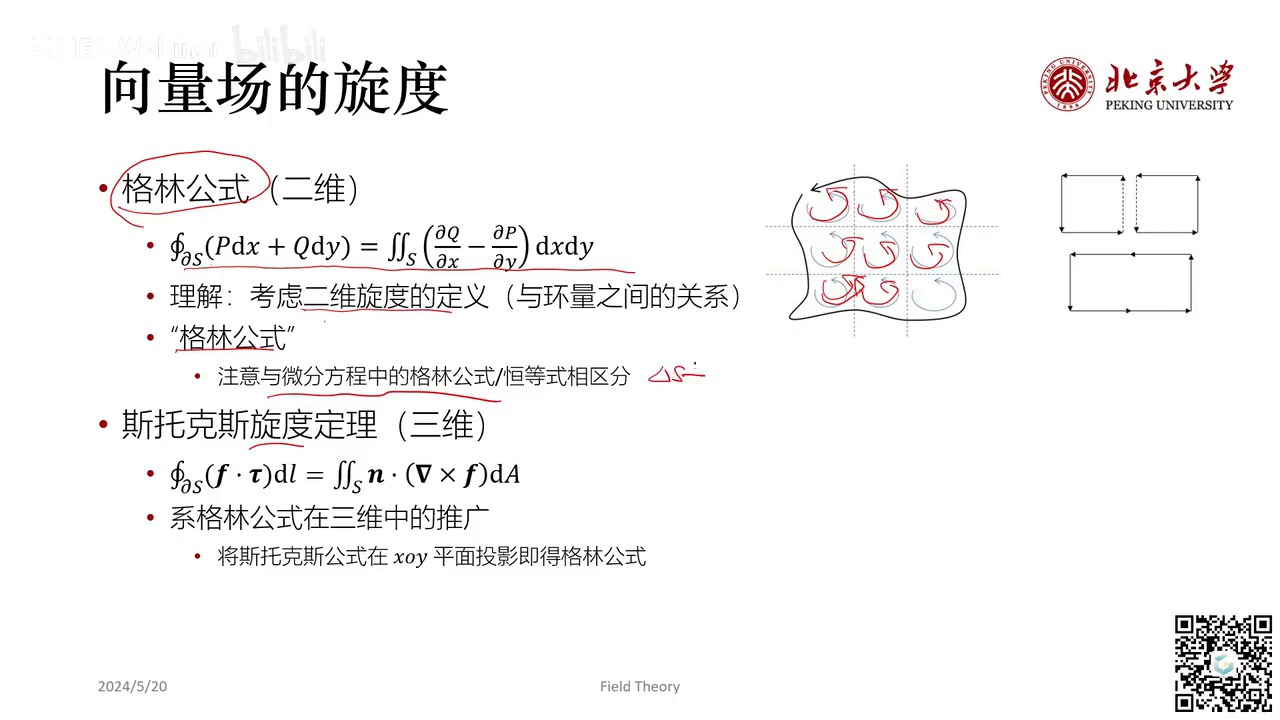 bilibili
向量场的旋度
北京大学
PEKING UNIVERSITY
PEKING UNIVERSITY
1898
• 格林公式（二维）
• ∮∂S(Pdx + Qdy) = ∬S(∂Q/∂x − ∂P/∂y) dxdy
• 理解：考虑二维旋度的定义（与环量之间的关系）
• “格林公式”
• 注意与微分方程中的格林公式/恒等式相区分
• 斯托克斯旋度定理（三维）
• ∮∂S(f · τ)dl = ∬S n · (∇ × f)dA
• 系格林公式在三维中的推广
• 将斯托克斯公式在 xoy 平面投影即得格林公式
2024/5/20
Field Theory